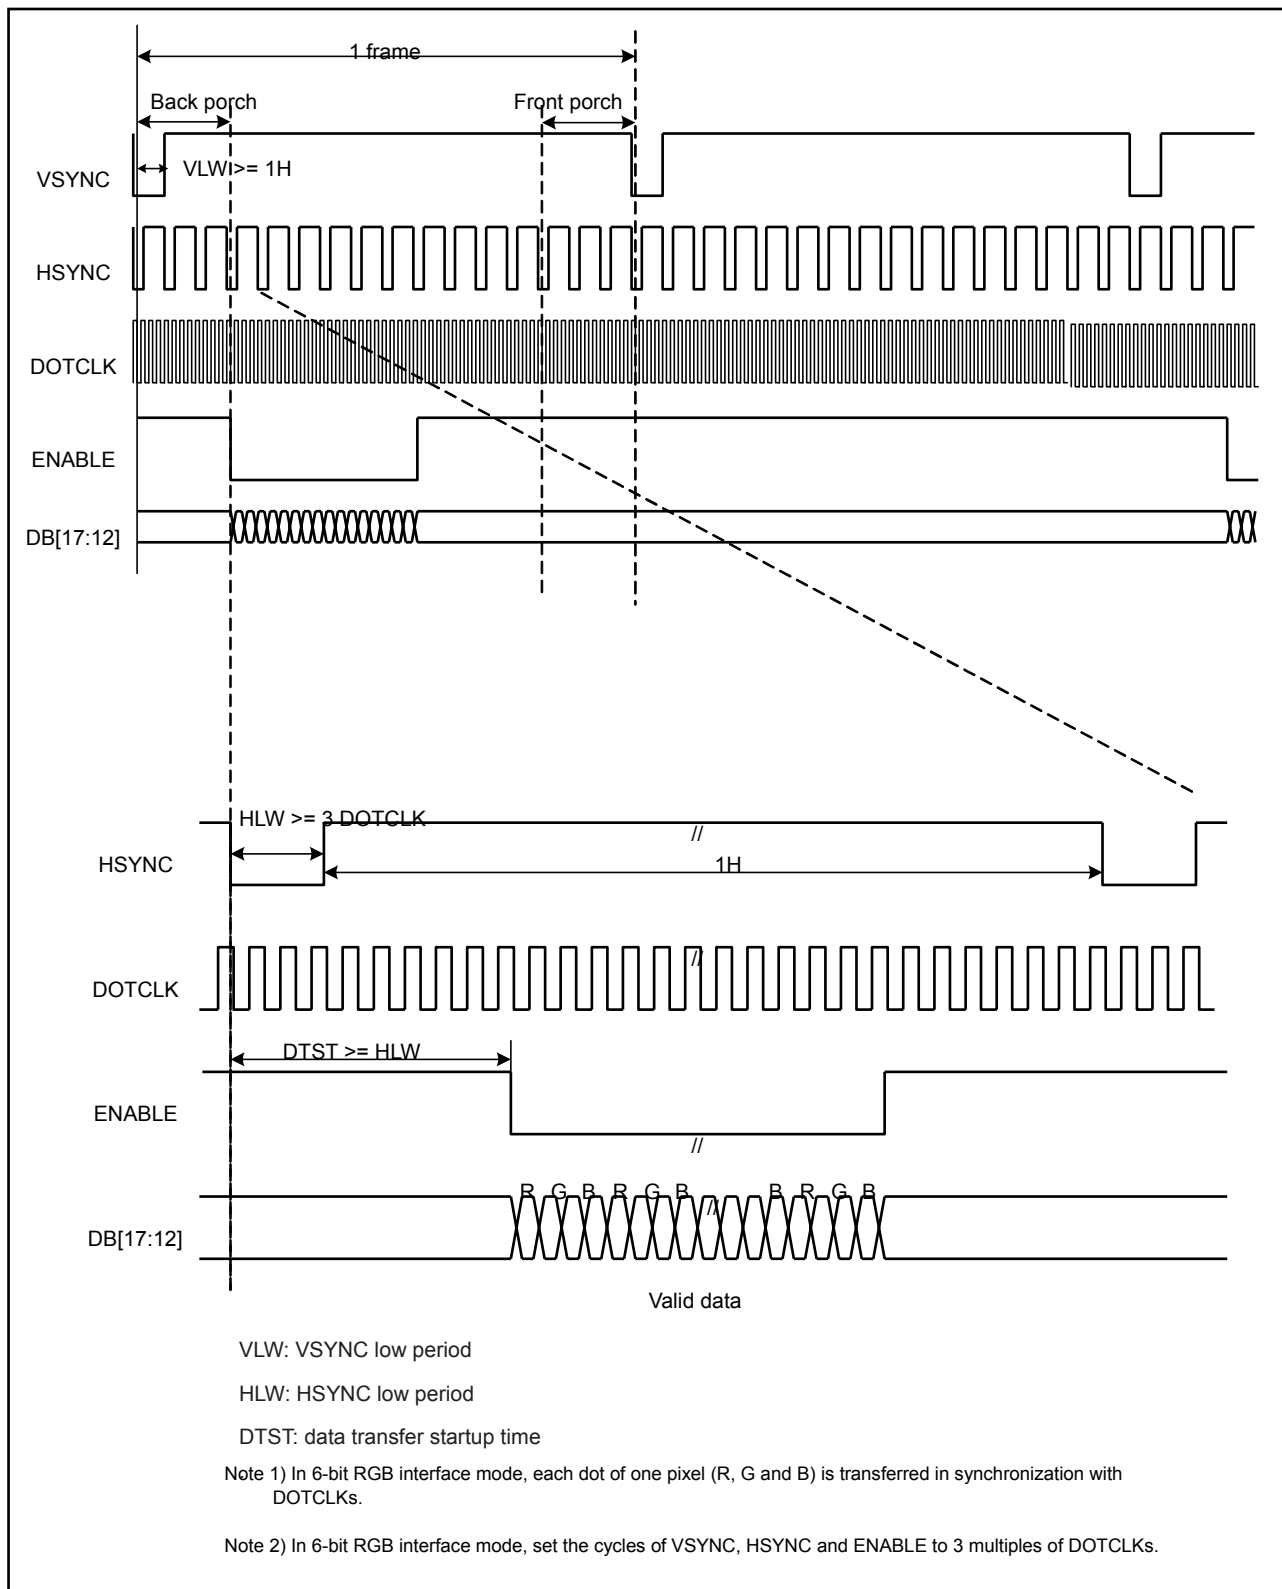 1 frame
Back porch
Front porch
VLW >= 1H
VSYNC
HSYNC
DOTCLK
ENABLE
DB[17:12]
HLW >= 3 DOTCLK
//
HSYNC
1H
//
DOTCLK
DTST >= HLW
ENABLE
//
R G B R G B B R G B
//
DB[17:12]
Valid data
VLW: VSYNC low period
HLW: HSYNC low period
DTST: data transfer startup time
Note 1) In 6-bit RGB interface mode, each dot of one pixel (R, G and B) is transferred in synchronization with
DOTCLKs.
Note 2) In 6-bit RGB interface mode, set the cycles of VSYNC, HSYNC and ENABLE to 3 multiples of DOTCLKs.